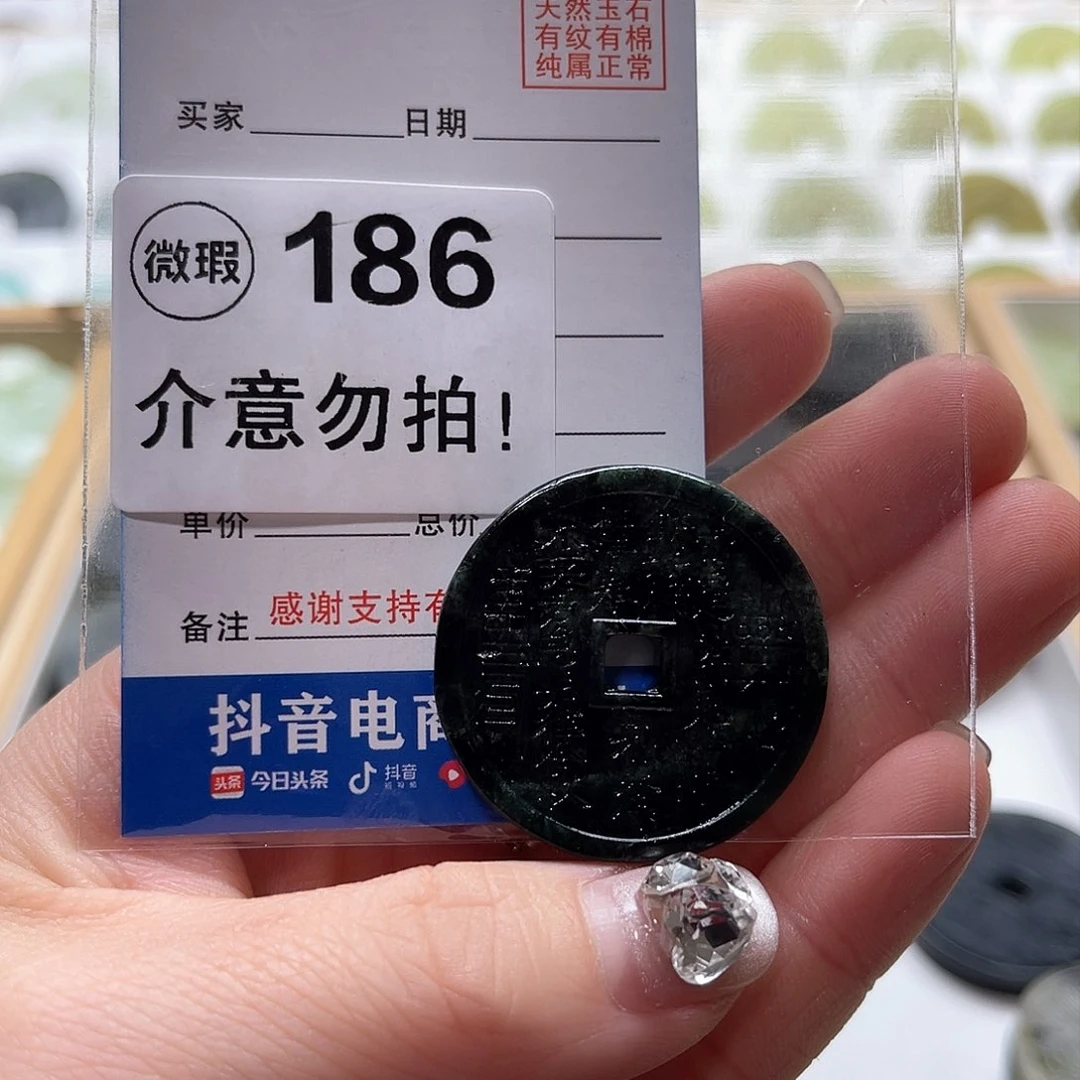 天然玉石
有纹有棉
纯属正常
买家 日期
微瑕 186
介意勿拍!
单价 总价
备注 感谢支持
抖音电商
头条 今日头条 抖音